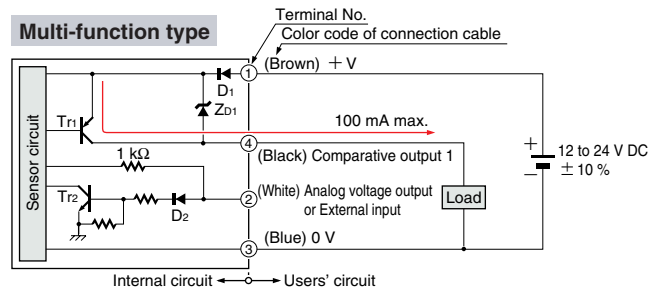 Multi-function type
Terminal No.
Color code of connection cable
1
(Brown) +V
D1
ZD1
Tr1
100 mA max.
4
(Black) Comparative output 1
1 kΩ
Sensor circuit
Tr2
D2
2
(White) Analog voltage output
or External input
Load
+
−
12 to 24 V DC
± 10 %
3
(Blue) 0 V
Internal circuit
Users' circuit